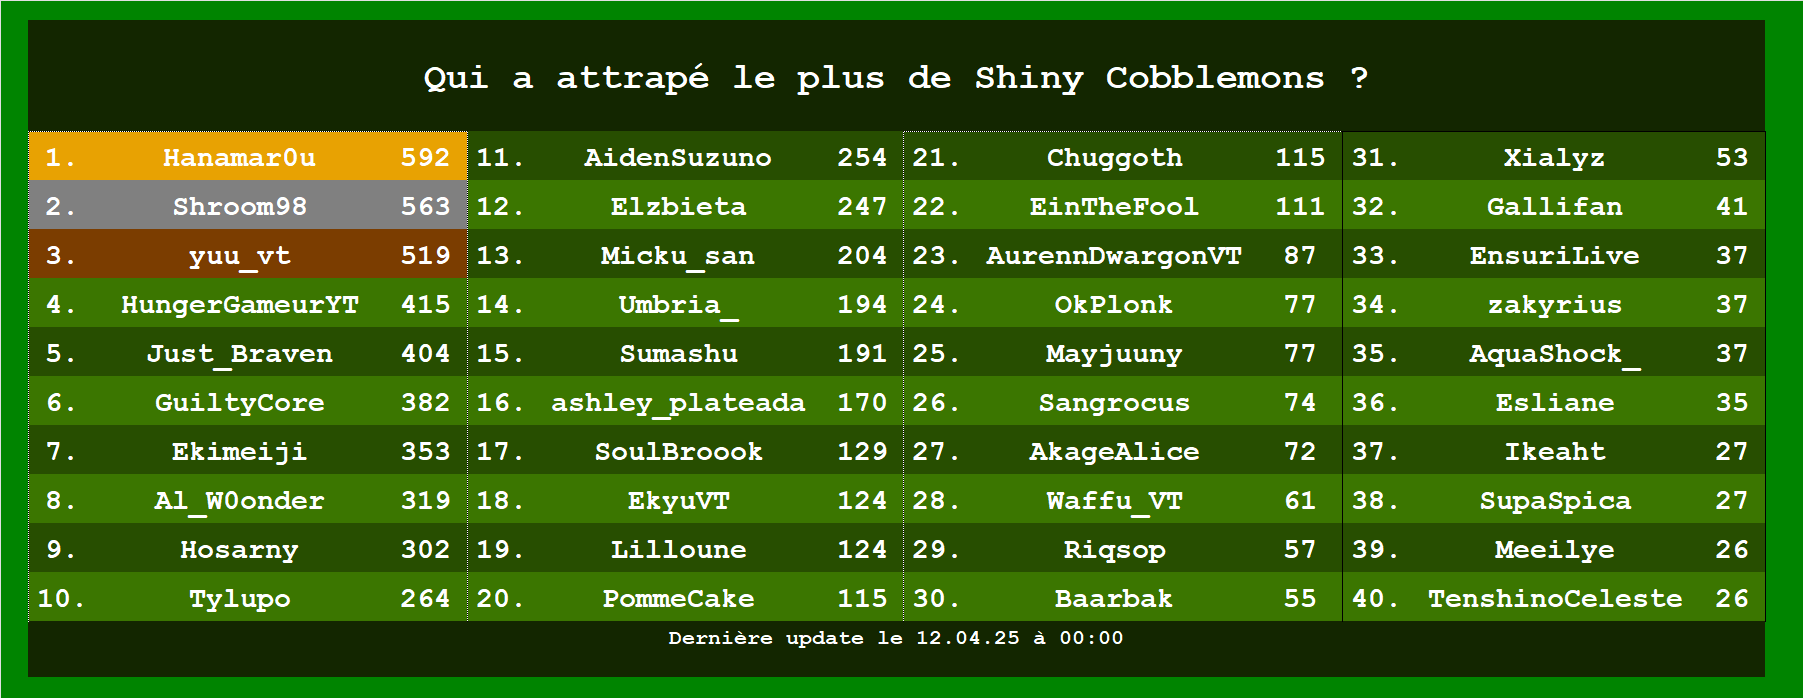 Qui a attrapé le plus de Shiny Cobblemons ?
1. Hanamar0u 592 11. AidenSuzuno 254 21. Chuggoth 115 31. Xialyz 53
2. Shroom98 563 12. Elzbieta 247 22. EinTheFool 111 32. Gallifan 41
3. yuu_vt 519 13. Micku_san 204 23. AurennDwargonVT 87 33. EnsuriLive 37
4. HungerGameurYT 415 14. Umbria_ 194 24. OkPlonk 77 34. zakyrius 37
5. Just_Braven 404 15. Sumashu 191 25. Mayjuuny 77 35. AquaShock_ 37
6. GuiltyCore 382 16. ashley_plateada 170 26. Sangrocus 74 36. Esliane 35
7. Ekimeiji 353 17. SoulBroook 129 27. AkageAlice 72 37. Ikeaht 27
8. Al_W0onder 319 18. EkyuVT 124 28. Waffu_VT 61 38. SupaSpica 27
9. Hosarny 302 19. Lilloune 124 29. Riqsop 57 39. Meeilye 26
10. Tylupo 264 20. PommeCake 115 30. Baarbak 55 40. TenshinoCeleste 26
Dernière update le 12.04.25 à 00:00